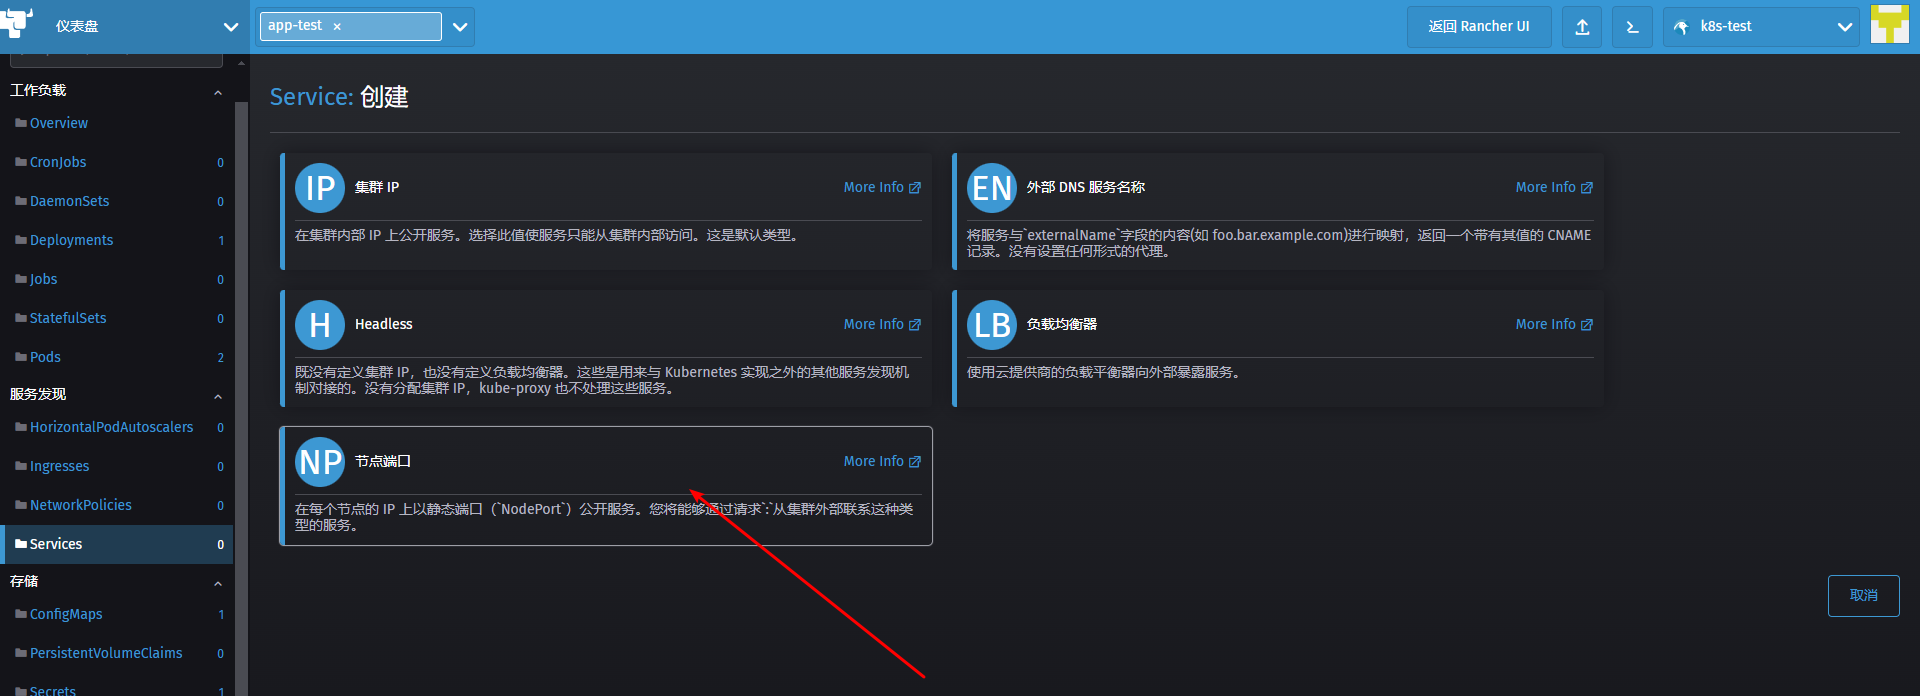 仪表盘
app-test ×
返回 Rancher UI
k8s-test
工作负载
Overview
CronJobs 0
DaemonSets 0
Deployments 1
Jobs 0
StatefulSets 0
Pods 2
服务发现
HorizontalPodAutoscalers 0
Ingresses 0
NetworkPolicies 0
Services 0
存储
ConfigMaps 1
PersistentVolumeClaims 0
Secrets 1
Service: 创建
IP 集群 IP More Info
在集群内部 IP 上公开服务。选择此值使服务只能从集群内部访问。这是默认类型。
EN 外部 DNS 服务名称 More Info
将服务与`externalName`字段的内容(如 foo.bar.example.com)进行映射，返回一个带有其值的 CNAME
记录。没有设置任何形式的代理。
H Headless More Info
既没有定义集群 IP，也没有定义负载均衡器。这些是用来与 Kubernetes 实现之外的其他服务发现机
制对接的。没有分配集群 IP，kube-proxy 也不处理这些服务。
LB 负载均衡器 More Info
使用云提供商的负载平衡器向外部暴露服务。
NP 节点端口 More Info
在每个节点的 IP 上以静态端口（`NodePort`）公开服务。您将能够通过请求`:`从集群外部联系这种类
型的服务。
取消